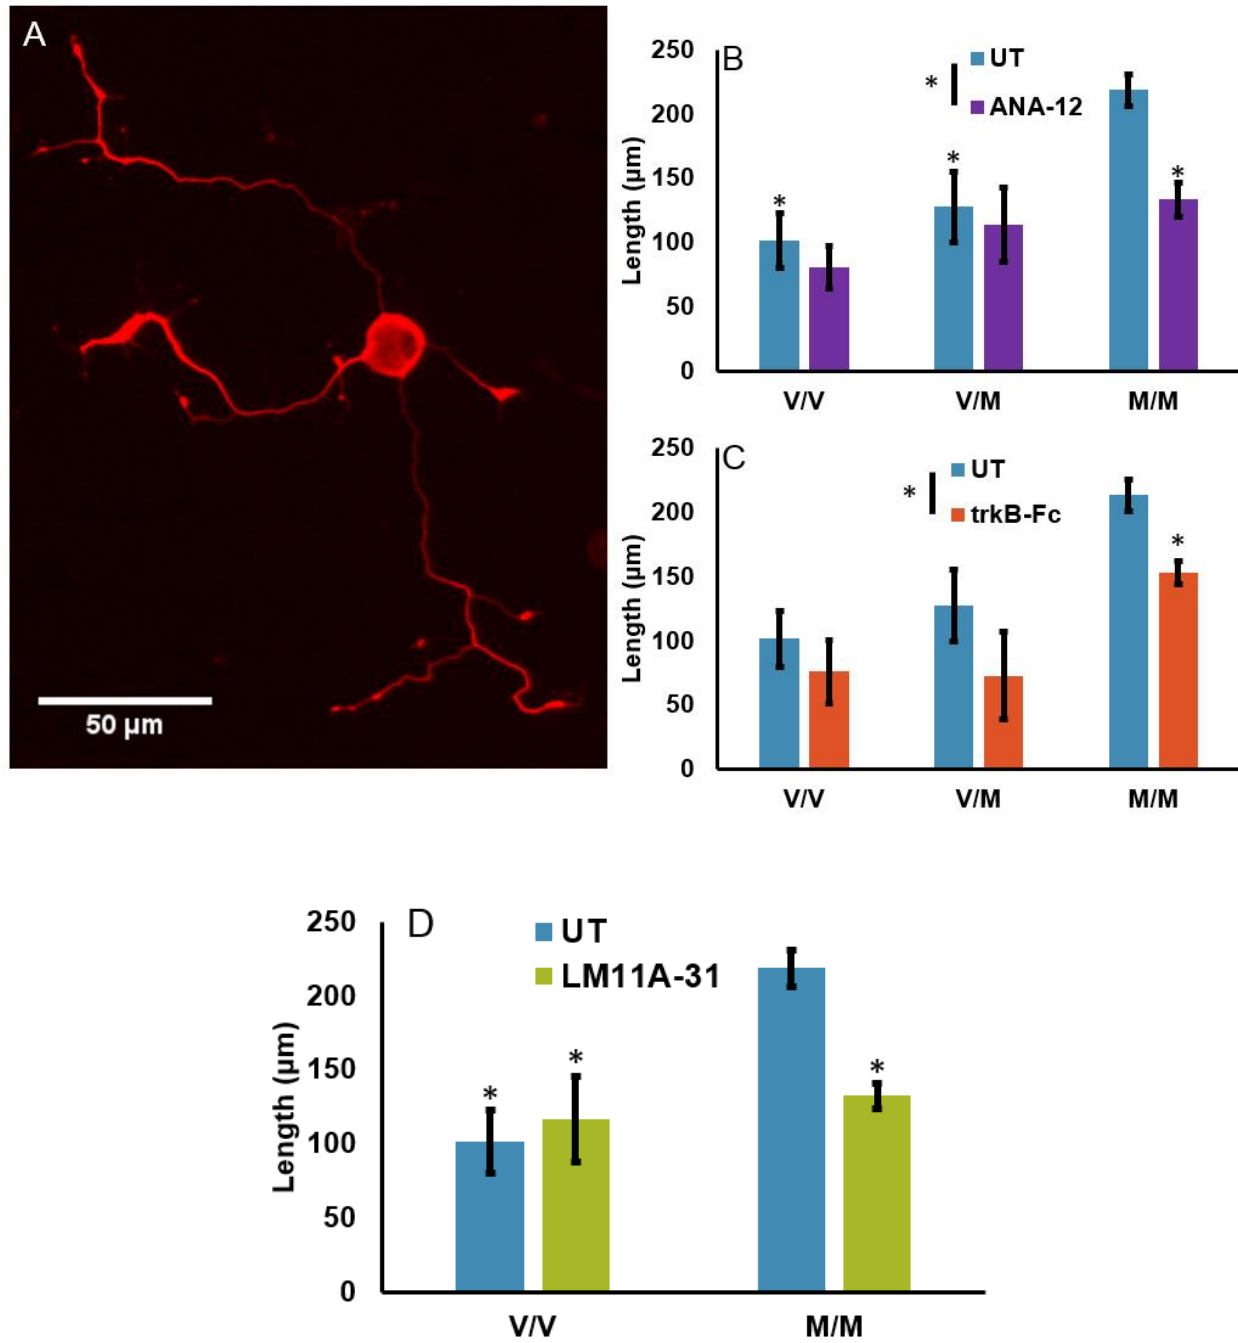 A
50 µm
B
* UT
ANA-12
Length (µm)
250
200
150
100
50
0
* * *
V/V V/M M/M
C
* UT
trkB-Fc
Length (µm)
250
200
150
100
50
0
*
V/V V/M M/M
D
UT
LM11A-31
Length (µm)
250
200
150
100
50
0
* * *
V/V M/M